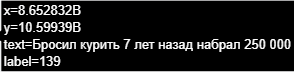 x=8.652832B
y=10.59939B
text=Бросил курить 7 лет назад набрал 250 000
label=139